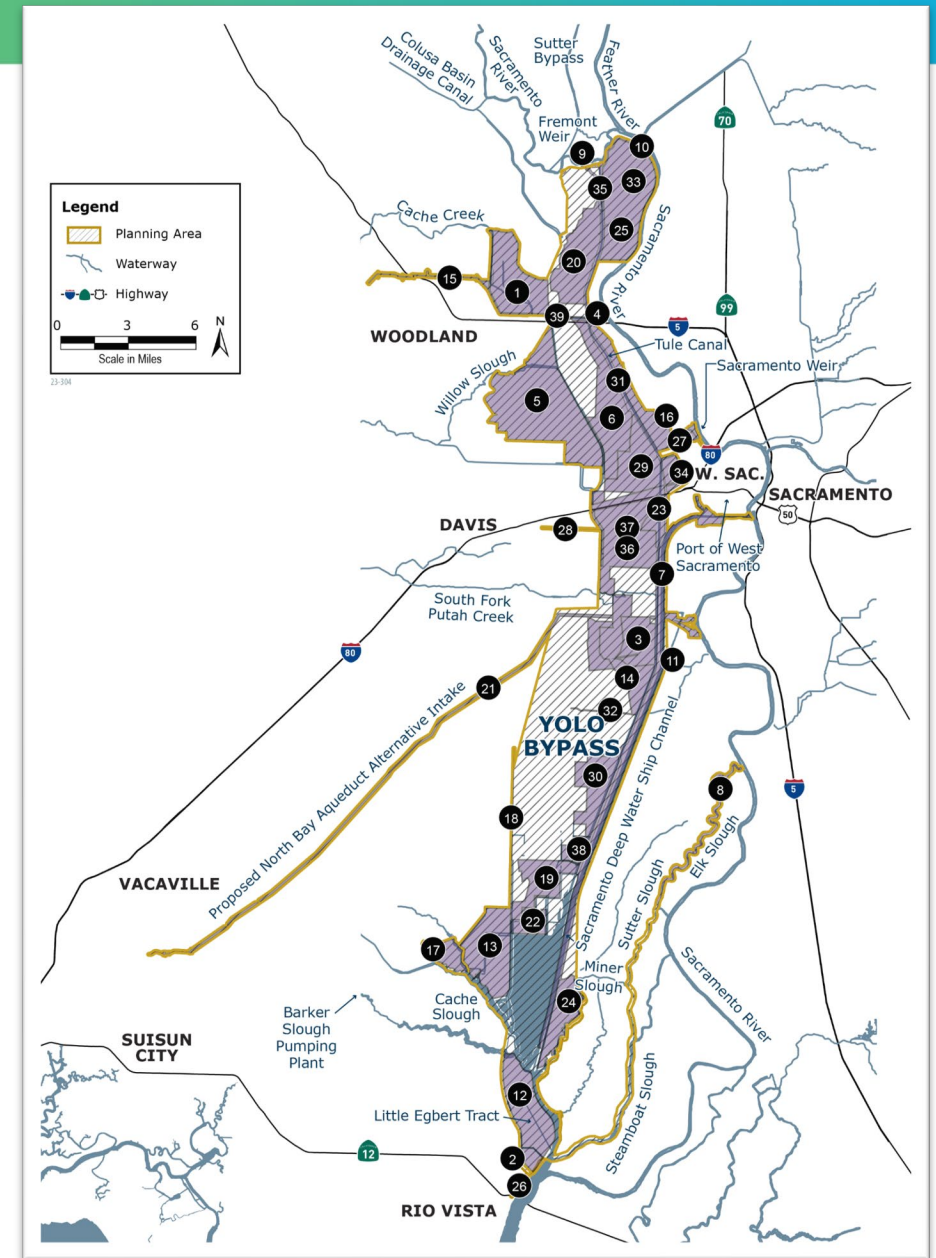 Colusa Basin
Drainage Canal
Sacramento
River
Sutter
Bypass
Feather River
Fremont
Weir
70
9
10
35
33
25
Legend
Planning Area
Waterway
Highway
0 3 6
N
Scale in Miles
23-304
Cache Creek
Sacramento River
20
15
1
99
39
4
WOODLAND
5
Tule Canal
Sacramento Weir
Willow Slough
31
5
6
16
27
80
29
34
W. SAC.
SACRAMENTO
50
23
DAVIS
28
37
36
Port of West
Sacramento
7
South Fork
Putah Creek
3
80
11
14
21
32
YOLO
BYPASS
Proposed North Bay Aqueduct Alternative Intake
Sacramento Deep Water Ship Channel
30
8
5
18
Elk Slough
38
VACAVILLE
19
Sutter Slough
22
17
13
Miner
Slough
Sacramento River
24
Cache
Slough
Barker
Slough
Pumping
Plant
SUISUN
CITY
12
Little Egbert Tract
Steamboat Slough
12
2
26
RIO VISTA